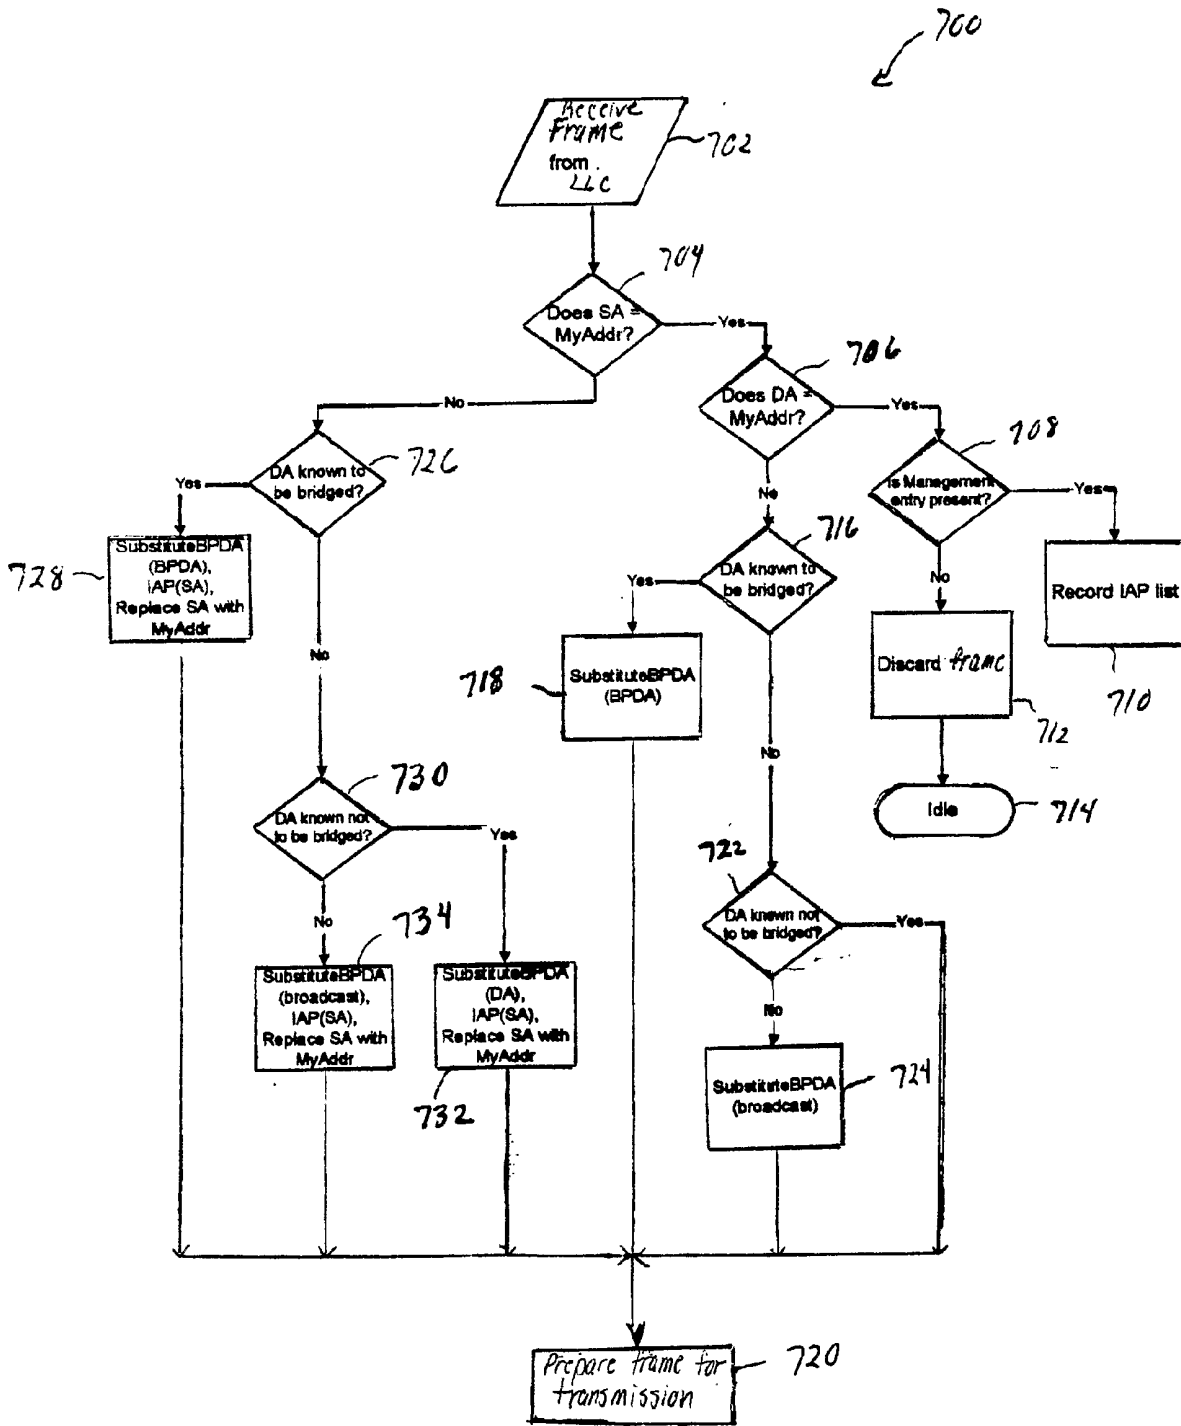 700
Receive
Frame
from
LLC
702
704
Does SA =
MyAddr?
Yes
706
Does DA =
MyAddr?
Yes
No
708
Is Management
entry present?
Yes
726
DA known to
be bridged?
Yes
No
716
DA known to
be bridged?
Yes
No
728
SubstituteBPDA
(BPDA),
IAP(SA),
Replace SA with
MyAddr
Record IAP list
710
No
Discard frame
712
718
SubstituteBPDA
(BPDA)
No
730
DA known not
to be bridged?
Yes
Idle
714
722
DA known not
to be bridged?
Yes
No
734
SubstituteBPDA
(broadcast),
IAP(SA),
Replace SA with
MyAddr
SubstituteBPDA
(DA),
IAP(SA),
Replace SA with
MyAddr
732
No
SubstituteBPDA
(broadcast)
724
Prepare frame for
transmission
720